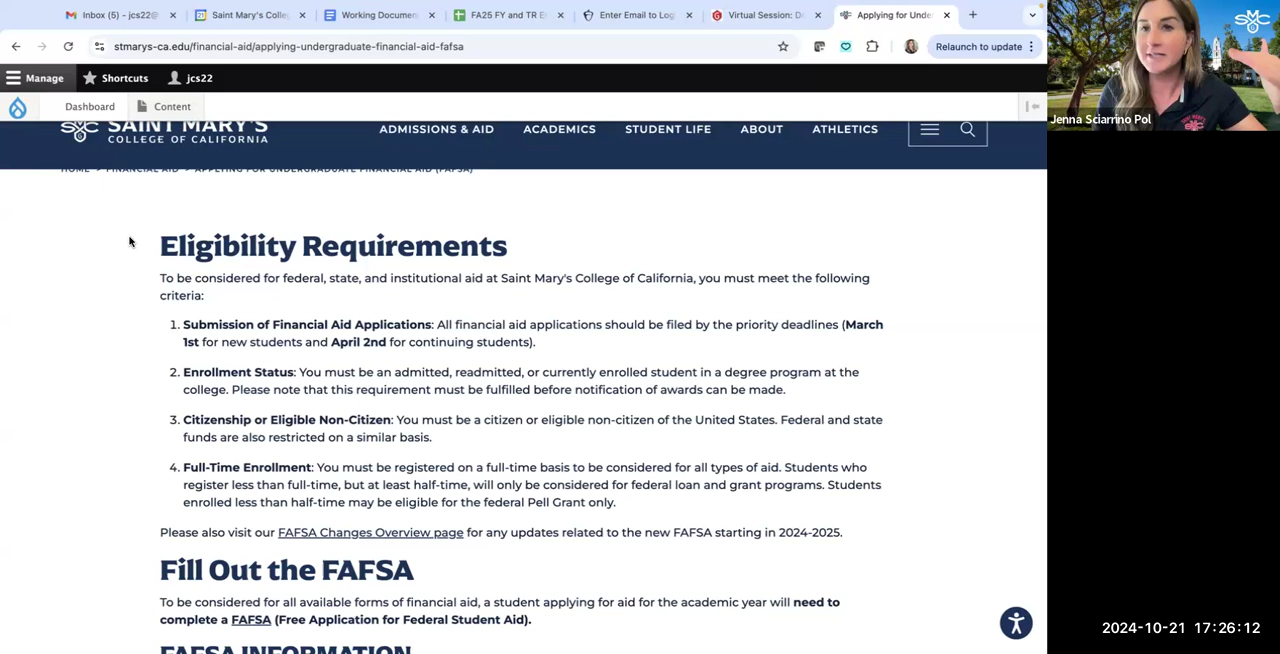 Inbox (5) - jcs22@
Saint Mary's Colleg
Working Documen
FA25 FY and TR E
Enter Email to Log
Virtual Session: D
Applying for Unde
stmarys-ca.edu/financial-aid/applying-undergraduate-financial-aid-fafsa
Relaunch to update
Manage
Shortcuts
jcs22
Dashboard
Content
SAINT MARY'S
COLLEGE OF CALIFORNIA
ADMISSIONS & AID
ACADEMICS
STUDENT LIFE
ABOUT
ATHLETICS
HOME > FINANCIAL AID > APPLYING FOR UNDERGRADUATE FINANCIAL AID (FAFSA)
Eligibility Requirements
To be considered for federal, state, and institutional aid at Saint Mary's College of California, you must meet the following
criteria:
1. Submission of Financial Aid Applications: All financial aid applications should be filed by the priority deadlines (March
1st for new students and April 2nd for continuing students).
2. Enrollment Status: You must be an admitted, readmitted, or currently enrolled student in a degree program at the
college. Please note that this requirement must be fulfilled before notification of awards can be made.
3. Citizenship or Eligible Non-Citizen: You must be a citizen or eligible non-citizen of the United States. Federal and state
funds are also restricted on a similar basis.
4. Full-Time Enrollment: You must be registered on a full-time basis to be considered for all types of aid. Students who
register less than full-time, but at least half-time, will only be considered for federal loan and grant programs. Students
enrolled less than half-time may be eligible for the federal Pell Grant only.
Please also visit our FAFSA Changes Overview page for any updates related to the new FAFSA starting in 2024-2025.
Fill Out the FAFSA
To be considered for all available forms of financial aid, a student applying for aid for the academic year will need to
complete a FAFSA (Free Application for Federal Student Aid).
FAFSA INFORMATION
SMC
Jenna Sciarrino Pol
2024-10-21 17:26:12